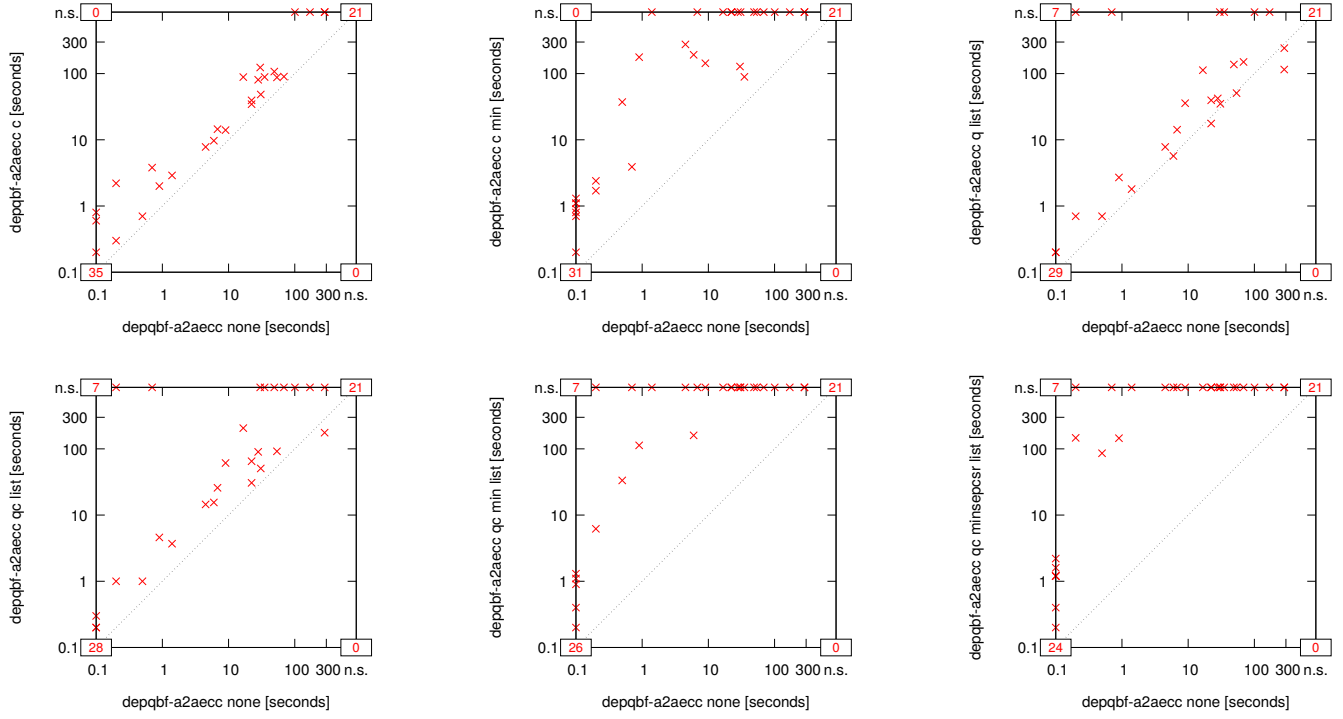 n.s. 0 21
300
100
10
1
0.1 35 0
0.1 1 10 100 300 n.s.
depqbf-a2aecc c [seconds]
depqbf-a2aecc none [seconds]
n.s. 0 21
300
100
10
1
0.1 31 0
0.1 1 10 100 300 n.s.
depqbf-a2aecc c min [seconds]
depqbf-a2aecc none [seconds]
n.s. 7 21
300
100
10
1
0.1 29 0
0.1 1 10 100 300 n.s.
depqbf-a2aecc q list [seconds]
depqbf-a2aecc none [seconds]
n.s. 7 21
300
100
10
1
0.1 28 0
0.1 1 10 100 300 n.s.
depqbf-a2aecc qc list [seconds]
depqbf-a2aecc none [seconds]
n.s. 7 21
300
100
10
1
0.1 26 0
0.1 1 10 100 300 n.s.
depqbf-a2aecc qc min list [seconds]
depqbf-a2aecc none [seconds]
n.s. 7 21
300
100
10
1
0.1 24 0
0.1 1 10 100 300 n.s.
depqbf-a2aecc qc minsepcsr list [seconds]
depqbf-a2aecc none [seconds]